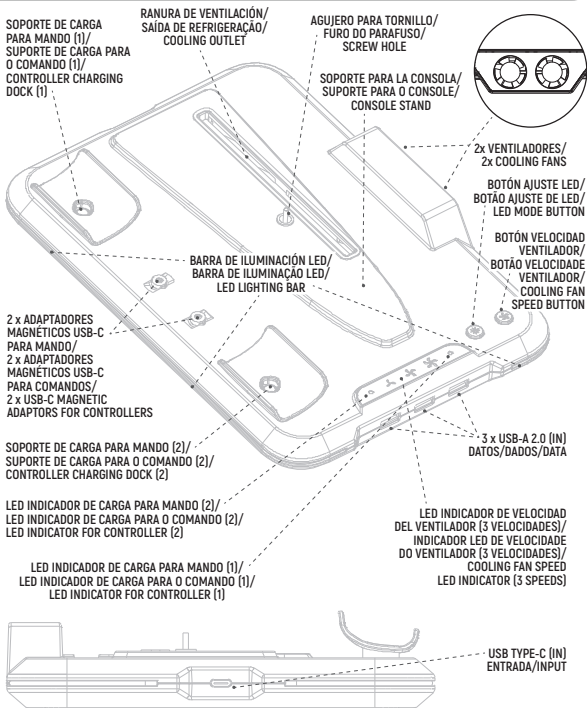 SOPORTE DE CARGA
PARA MANDO (1)/
SUPORTE DE CARGA PARA
O COMANDO (1)/
CONTROLLER CHARGING
DOCK (1)
RANURA DE VENTILACIÓN/
SAÍDA DE REFRIGERAÇÃO/
COOLING OUTLET
AGUJERO PARA TORNILLO/
FURO DO PARAFUSO/
SCREW HOLE
SOPORTE PARA LA CONSOLA/
SUPORTE PARA O CONSOLE/
CONSOLE STAND
2x VENTILADORES/
2x COOLING FANS
BOTÓN AJUSTE LED/
BOTÃO AJUSTE DE LED/
LED MODE BUTTON
BOTÓN VELOCIDAD
VENTILADOR/
BOTÃO VELOCIDADE
VENTILADOR/
COOLING FAN
SPEED BUTTON
BARRA DE ILUMINACIÓN LED/
BARRA DE ILUMINAÇÃO LED/
LED LIGHTING BAR
2 x ADAPTADORES
MAGNÉTICOS USB-C
PARA MANDO/
2 x ADAPTADORES
MAGNÉTICOS USB-C
PARA COMANDOS/
2 x USB-C MAGNETIC
ADAPTORS FOR CONTROLLERS
SOPORTE DE CARGA PARA MANDO (2)/
SUPORTE DE CARGA PARA O COMANDO (2)/
CONTROLLER CHARGING DOCK (2)
3 x USB-A 2.0 (IN)
DATOS/DADOS/DATA
LED INDICADOR DE CARGA PARA MANDO (2)/
LED INDICADOR DE CARGA PARA O COMANDO (2)/
LED INDICATOR FOR CONTROLLER (2)
LED INDICADOR DE VELOCIDAD
DEL VENTILADOR (3 VELOCIDADES)/
INDICADOR LED DE VELOCIDADE
DO VENTILADOR (3 VELOCIDADES)/
COOLING FAN SPEED
LED INDICATOR (3 SPEEDS)
LED INDICADOR DE CARGA PARA MANDO (1)/
LED INDICADOR DE CARGA PARA O COMANDO (1)/
LED INDICATOR FOR CONTROLLER (1)
USB TYPE-C (IN)
ENTRADA/INPUT